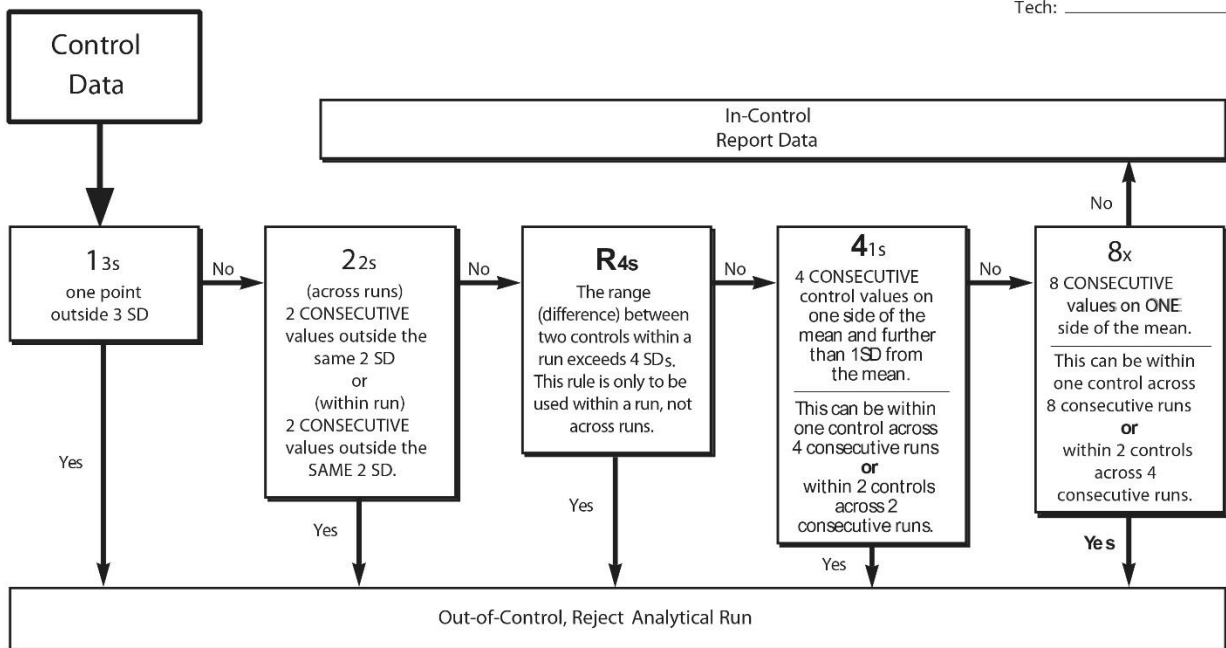 Tech:
Control
Data
In-Control
Report Data
No
1 3s
one point
outside 3 SD
No
2 2s
(across runs)
2 CONSECUTIVE
values outside the
same 2 SD
or
(within run)
2 CONSECUTIVE
values outside the
SAME 2 SD.
No
R4s
The range
(difference) between
two controls within a
run exceeds 4 SDs.
This rule is only to be
used within a run, not
across runs.
No
41s
4 CONSECUTIVE
control values on
one side of the
mean and further
than 1SD from
the mean.
This can be within
one control across
4 consecutive runs
or
within 2 controls
across 2
consecutive runs.
No
8x
8 CONSECUTIVE
values on ONE
side of the mean.
This can be within
one control across
8 consecutive runs
or
within 2 controls
across 4
consecutive runs.
Yes
Yes
Yes
Yes
Yes
Out-of-Control, Reject Analytical Run